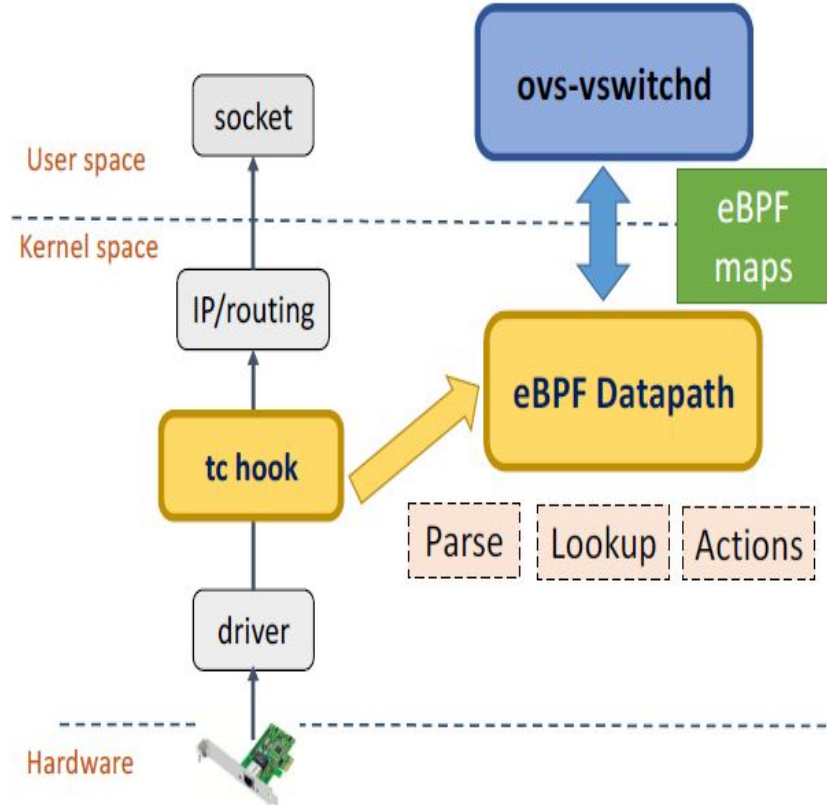 ovs-vswitchd
socket
User space
eBPF
maps
Kernel space
IP/routing
eBPF Datapath
tc hook
Parse
Lookup
Actions
driver
Hardware